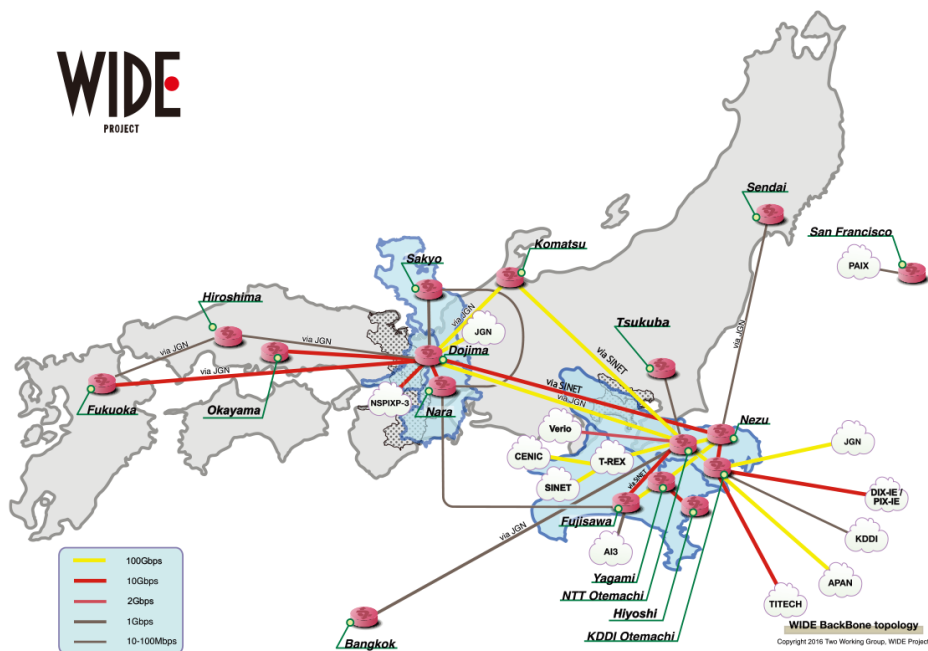 WIDE
PROJECT
Sendai
San Francisco
PAIX
Komatsu
Sakyo
Hiroshima
via JGN
JGN
via JGN
via JGN
via JGN
Tsukuba
via SINET
Dojima
via JGN
via SINET
via JGN
Fukuoka
Okayama
NSPIXP-3
Nara
Nezu
Verio
JGN
CENIC
T-REX
SINET
via SINET
DIX-IE /
PIX-IE
Fujisawa
KDDI
via JGN
AI3
Yagami
APAN
NTT Otemachi
TITECH
Hiyoshi
KDDI Otemachi
Bangkok
100Gbps
10Gbps
2Gbps
1Gbps
10-100Mbps
WIDE BackBone topology
Copyright 2016 Two Working Group, WIDE Project